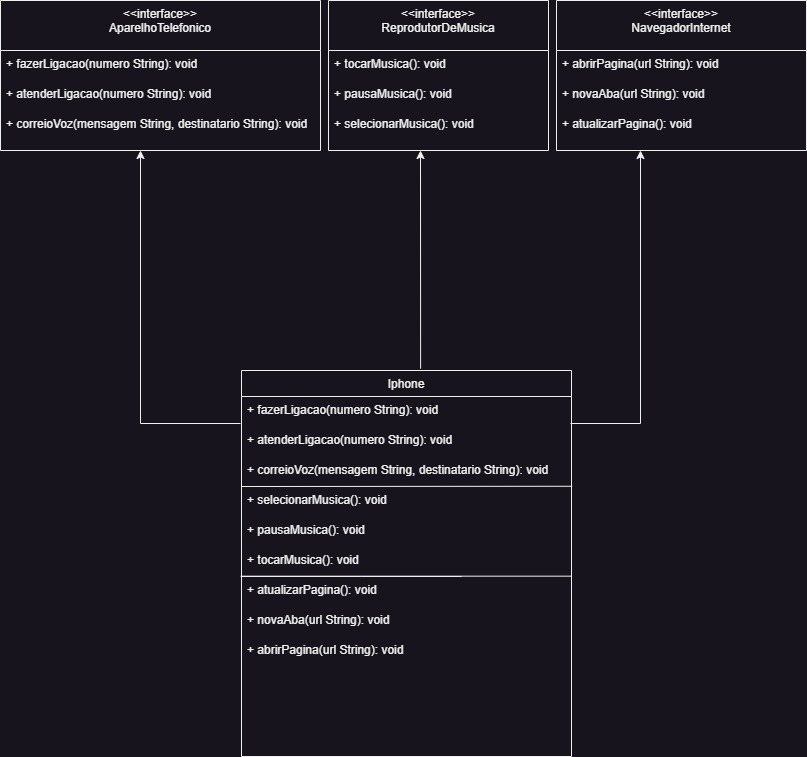 <<interface>>
AparelhoTelefonico
+ fazerLigacao(numero String): void
+ atenderLigacao(numero String): void
+ correioVoz(mensagem String, destinatario String): void
<<interface>>
ReprodutorDeMusica
+ tocarMusica(): void
+ pausaMusica(): void
+ selecionarMusica(): void
<<interface>>
NavegadorInternet
+ abrirPagina(url String): void
+ novaAba(url String): void
+ atualizarPagina(): void
Iphone
+ fazerLigacao(numero String): void
+ atenderLigacao(numero String): void
+ correioVoz(mensagem String, destinatario String): void
+ selecionarMusica(): void
+ pausaMusica(): void
+ tocarMusica(): void
+ atualizarPagina(): void
+ novaAba(url String): void
+ abrirPagina(url String): void